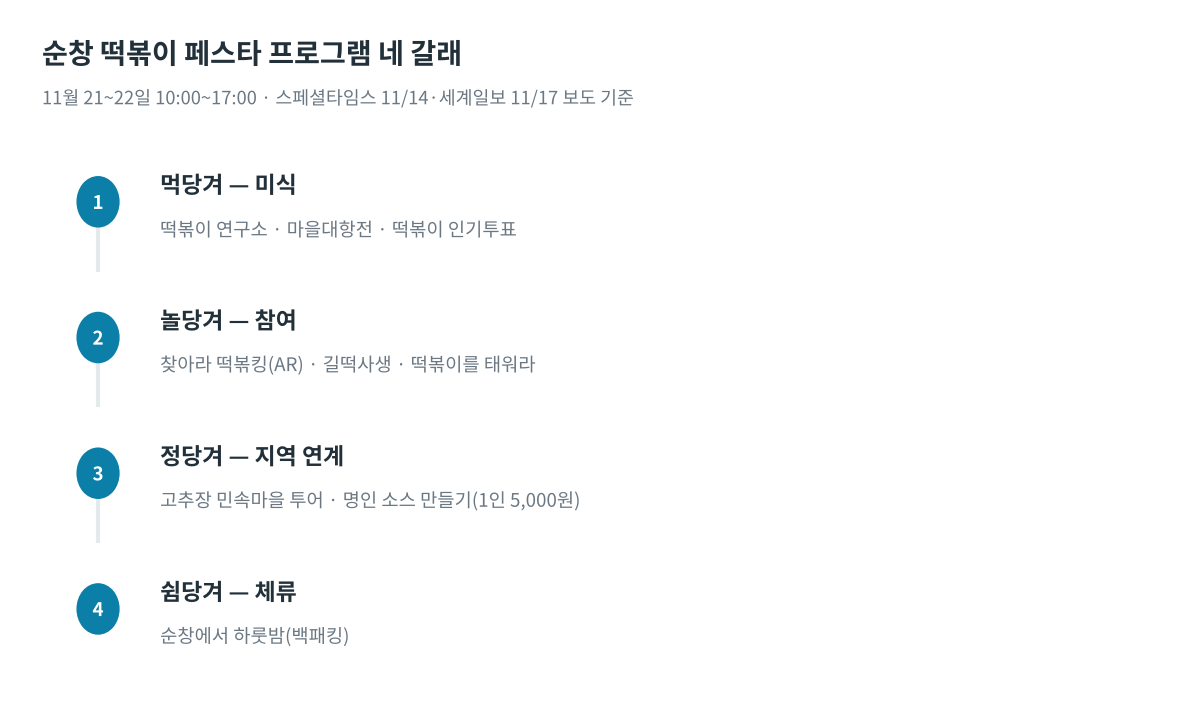 순창 떡볶이 페스타 프로그램 네 갈래
11월 21~22일 10:00~17:00 · 스페셜타임스 11/14·세계일보 11/17 보도 기준
1
먹당겨 — 미식
떡볶이 연구소 · 마을대항전 · 떡볶이 인기투표
2
놀당겨 — 참여
찾아라 떡볶킹(AR) · 길떡사생 · 떡볶이를 태워라
3
정당겨 — 지역 연계
고추장 민속마을 투어 · 명인 소스 만들기(1인 5,000원)
4
쉼당겨 — 체류
순창에서 하룻밤(백패킹)